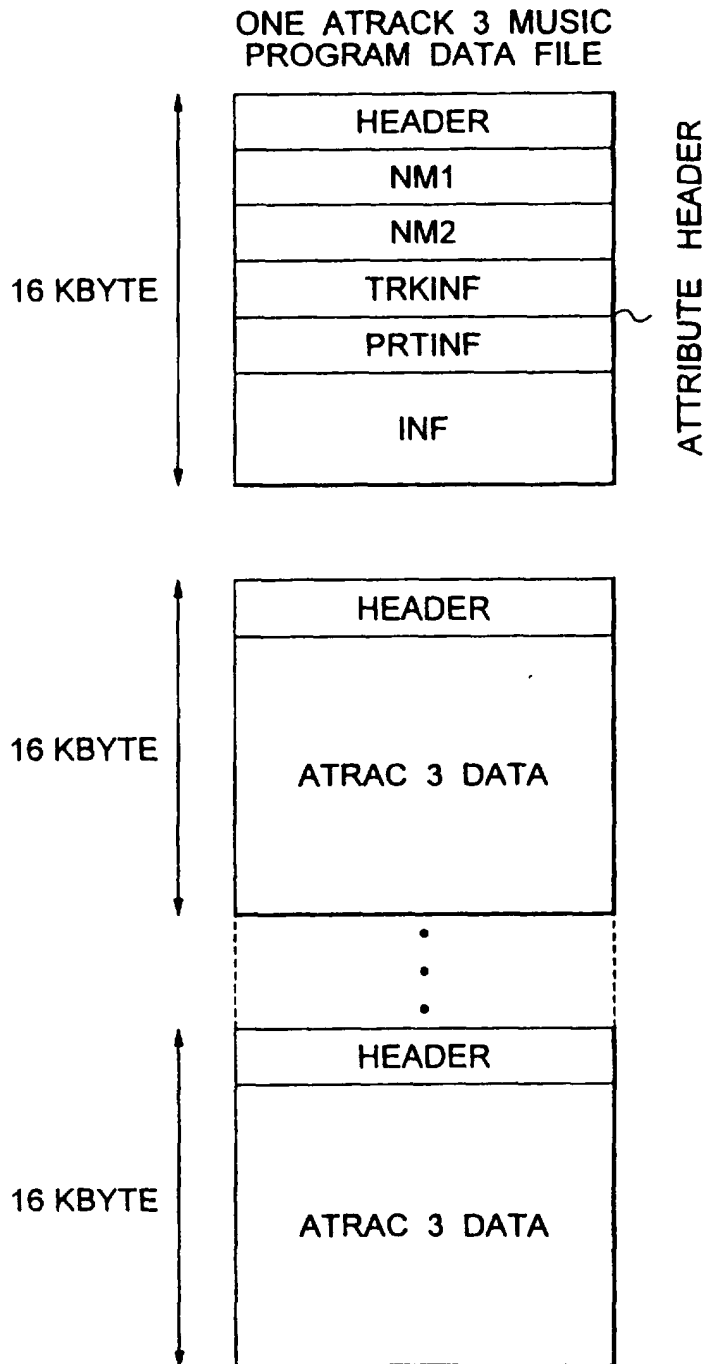 ONE ATRACK 3 MUSIC
PROGRAM DATA FILE
HEADER
NM1
NM2
TRKINF
PRTINF
INF
16 KBYTE
ATTRIBUTE HEADER
HEADER
ATRAC 3 DATA
16 KBYTE
HEADER
ATRAC 3 DATA
16 KBYTE